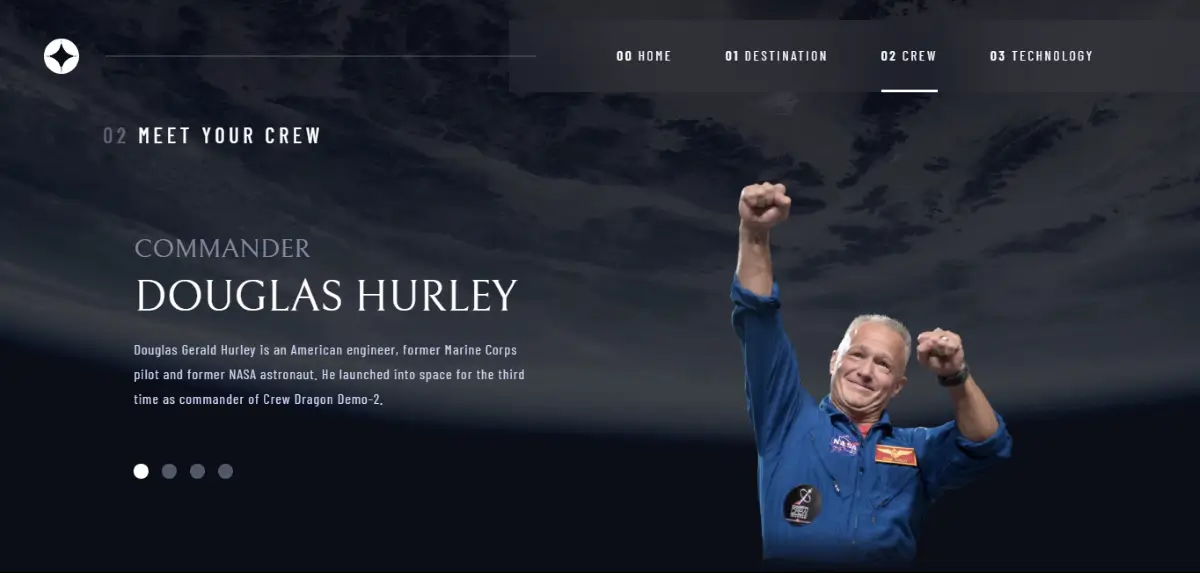 00 HOME 01 DESTINATION 02 CREW 03 TECHNOLOGY
02 MEET YOUR CREW
COMMANDER
DOUGLAS HURLEY
Douglas Gerald Hurley is an American engineer, former Marine Corps
pilot and former NASA astronaut. He launched into space for the third
time as commander of Crew Dragon Demo-2.
NASA